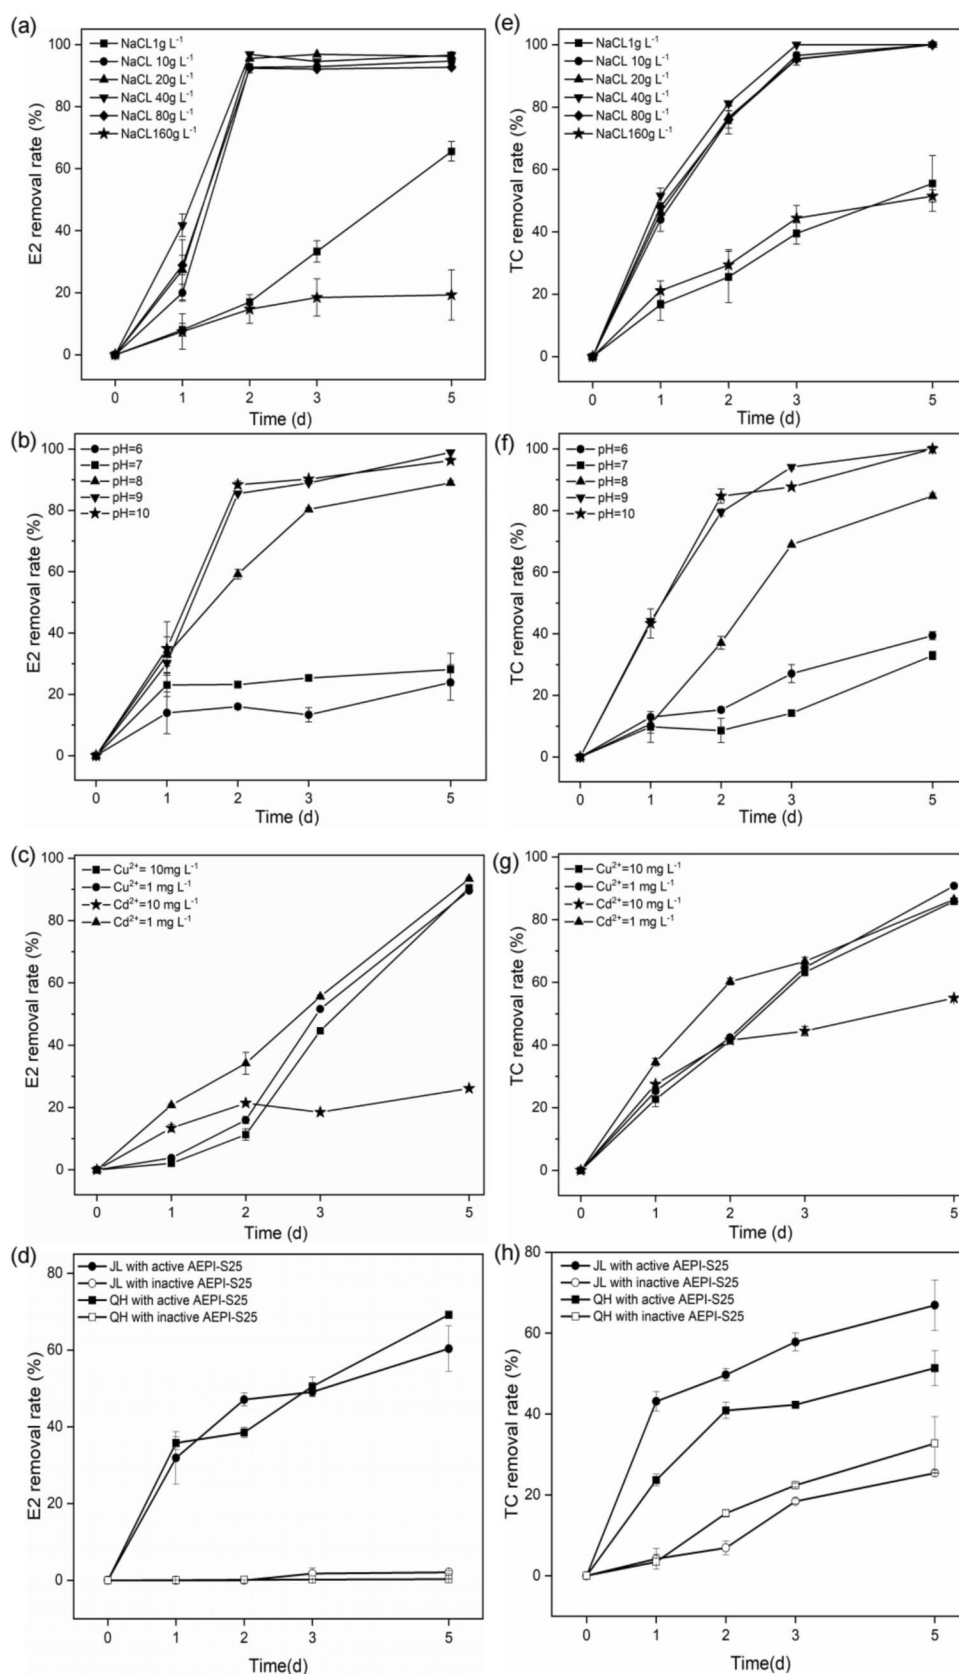 (a)
E2 removal rate (%)
100
80
60
40
20
0
NaCL1g L⁻¹
NaCL 10g L⁻¹
NaCL 20g L⁻¹
NaCL 40g L⁻¹
NaCL 80g L⁻¹
NaCL160g L⁻¹
0 1 2 3 5
Time (d)
(e)
TC removal rate (%)
100
80
60
40
20
0
NaCL1g L⁻¹
NaCL 10g L⁻¹
NaCL 20g L⁻¹
NaCL 40g L⁻¹
NaCL 80g L⁻¹
NaCL160g L⁻¹
0 1 2 3 5
Time (d)
(b)
E2 removal rate (%)
100
80
60
40
20
0
pH=6
pH=7
pH=8
pH=9
pH=10
0 1 2 3 5
Time (d)
(f)
TC removal rate (%)
100
80
60
40
20
0
pH=6
pH=7
pH=8
pH=9
pH=10
0 1 2 3 5
Time (d)
(c)
E2 removal rate (%)
100
80
60
40
20
0
Cu²⁺= 10mg L⁻¹
Cu²⁺=1 mg L⁻¹
Cd²⁺=10 mg L⁻¹
Cd²⁺=1 mg L⁻¹
0 1 2 3 5
Time (d)
(g)
TC removal rate (%)
100
80
60
40
20
0
Cu²⁺=10 mg L⁻¹
Cu²⁺=1 mg L⁻¹
Cd²⁺=10 mg L⁻¹
Cd²⁺=1 mg L⁻¹
0 1 2 3 5
Time (d)
(d)
E2 removal rate (%)
80
60
40
20
0
JL with active AEPI-S25
JL with inactive AEPI-S25
QH with active AEPI-S25
QH with inactive AEPI-S25
0 1 2 3 5
Time(d)
(h)
TC removal rate (%)
80
60
40
20
0
JL with active AEPI-S25
JL with inactive AEPI-S25
QH with active AEPI-S25
QH with inactive AEPI-S25
0 1 2 3 5
Time(d)